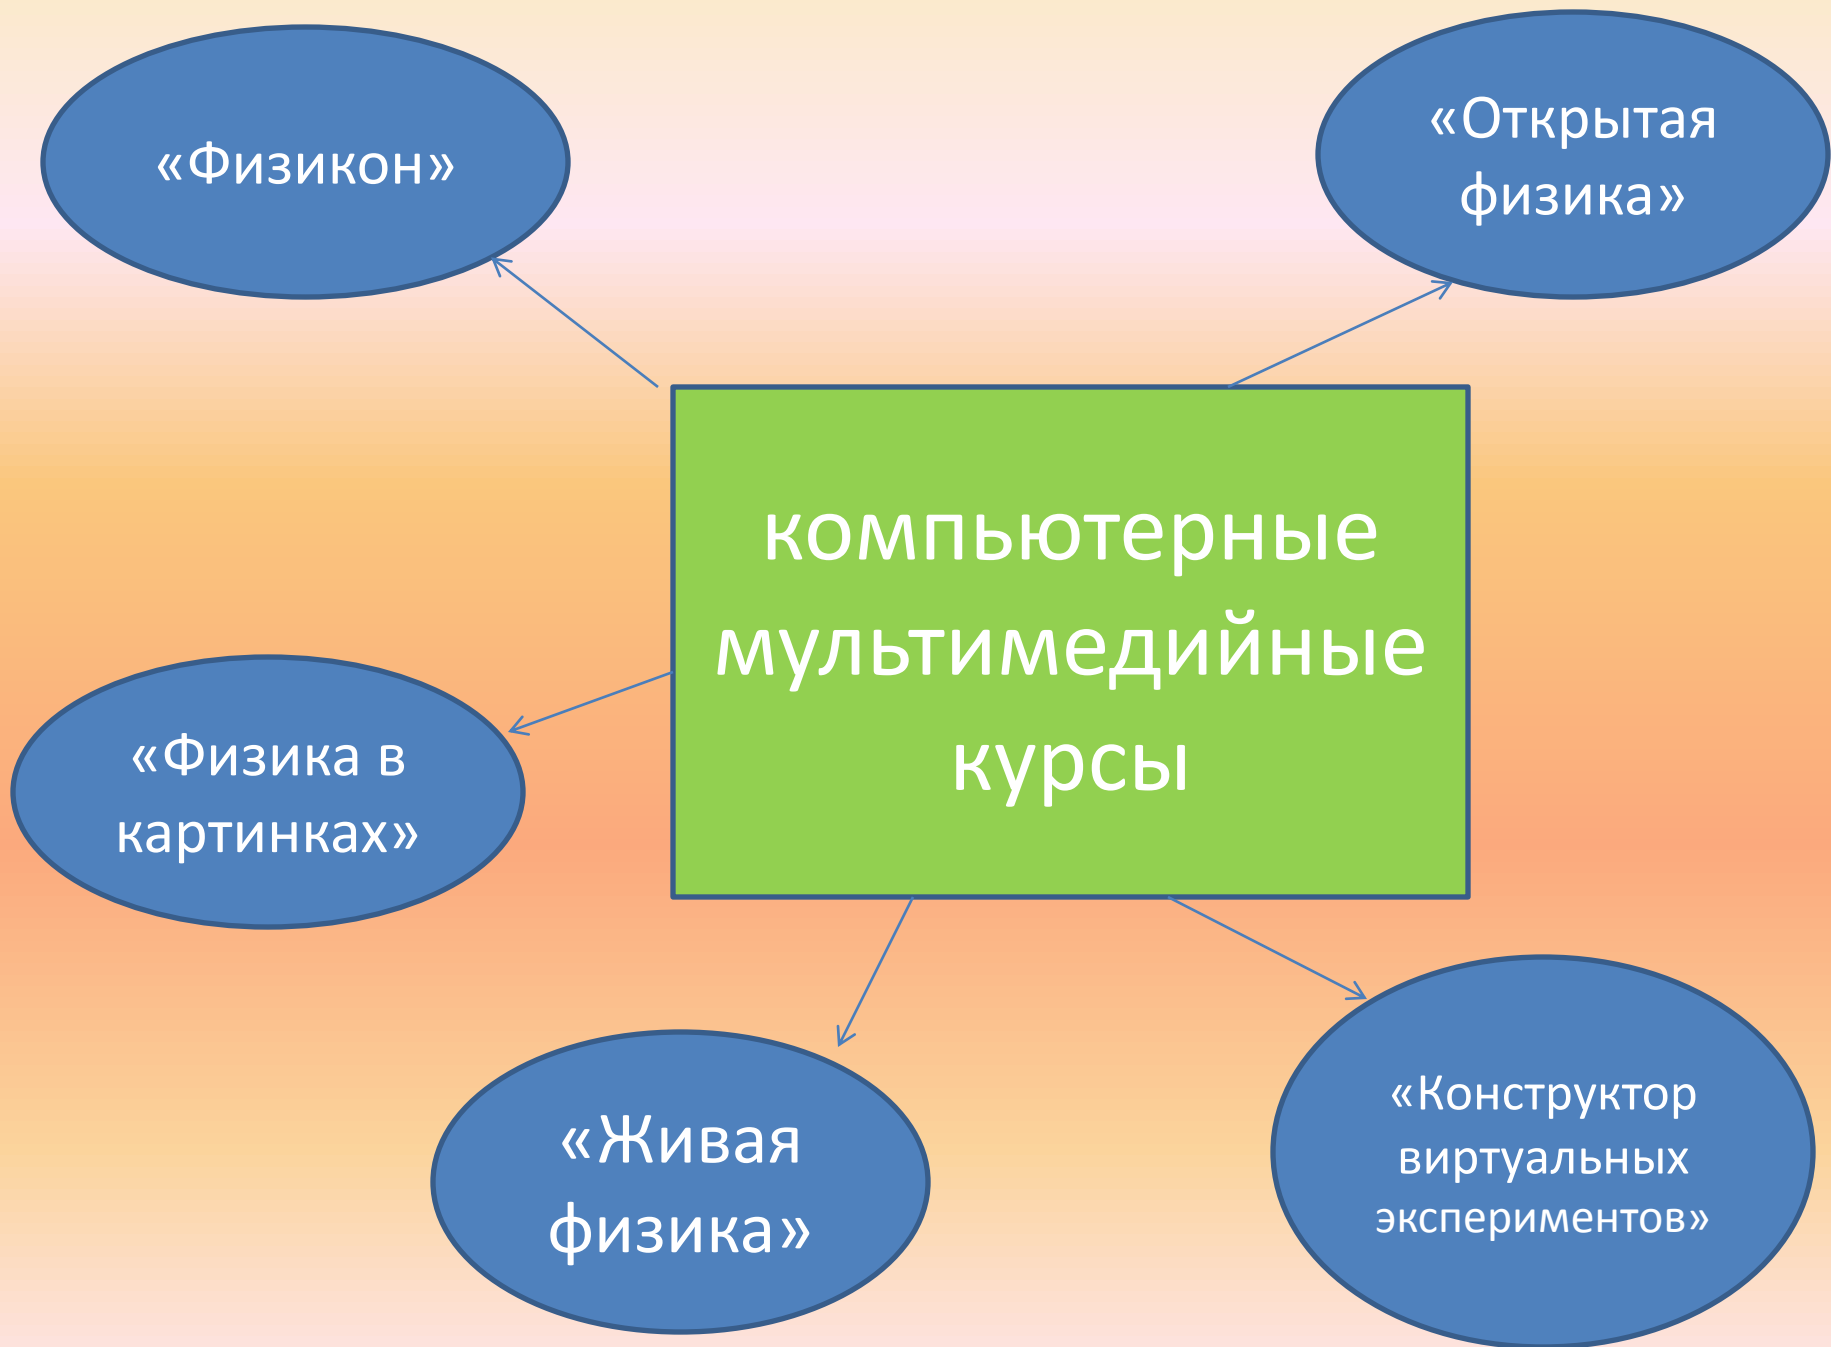 «Физикон»
«Открытая
физика»
компьютерные
мультимедийные
курсы
«Физика в
картинках»
«Живая
физика»
«Конструктор
виртуальных
экспериментов»